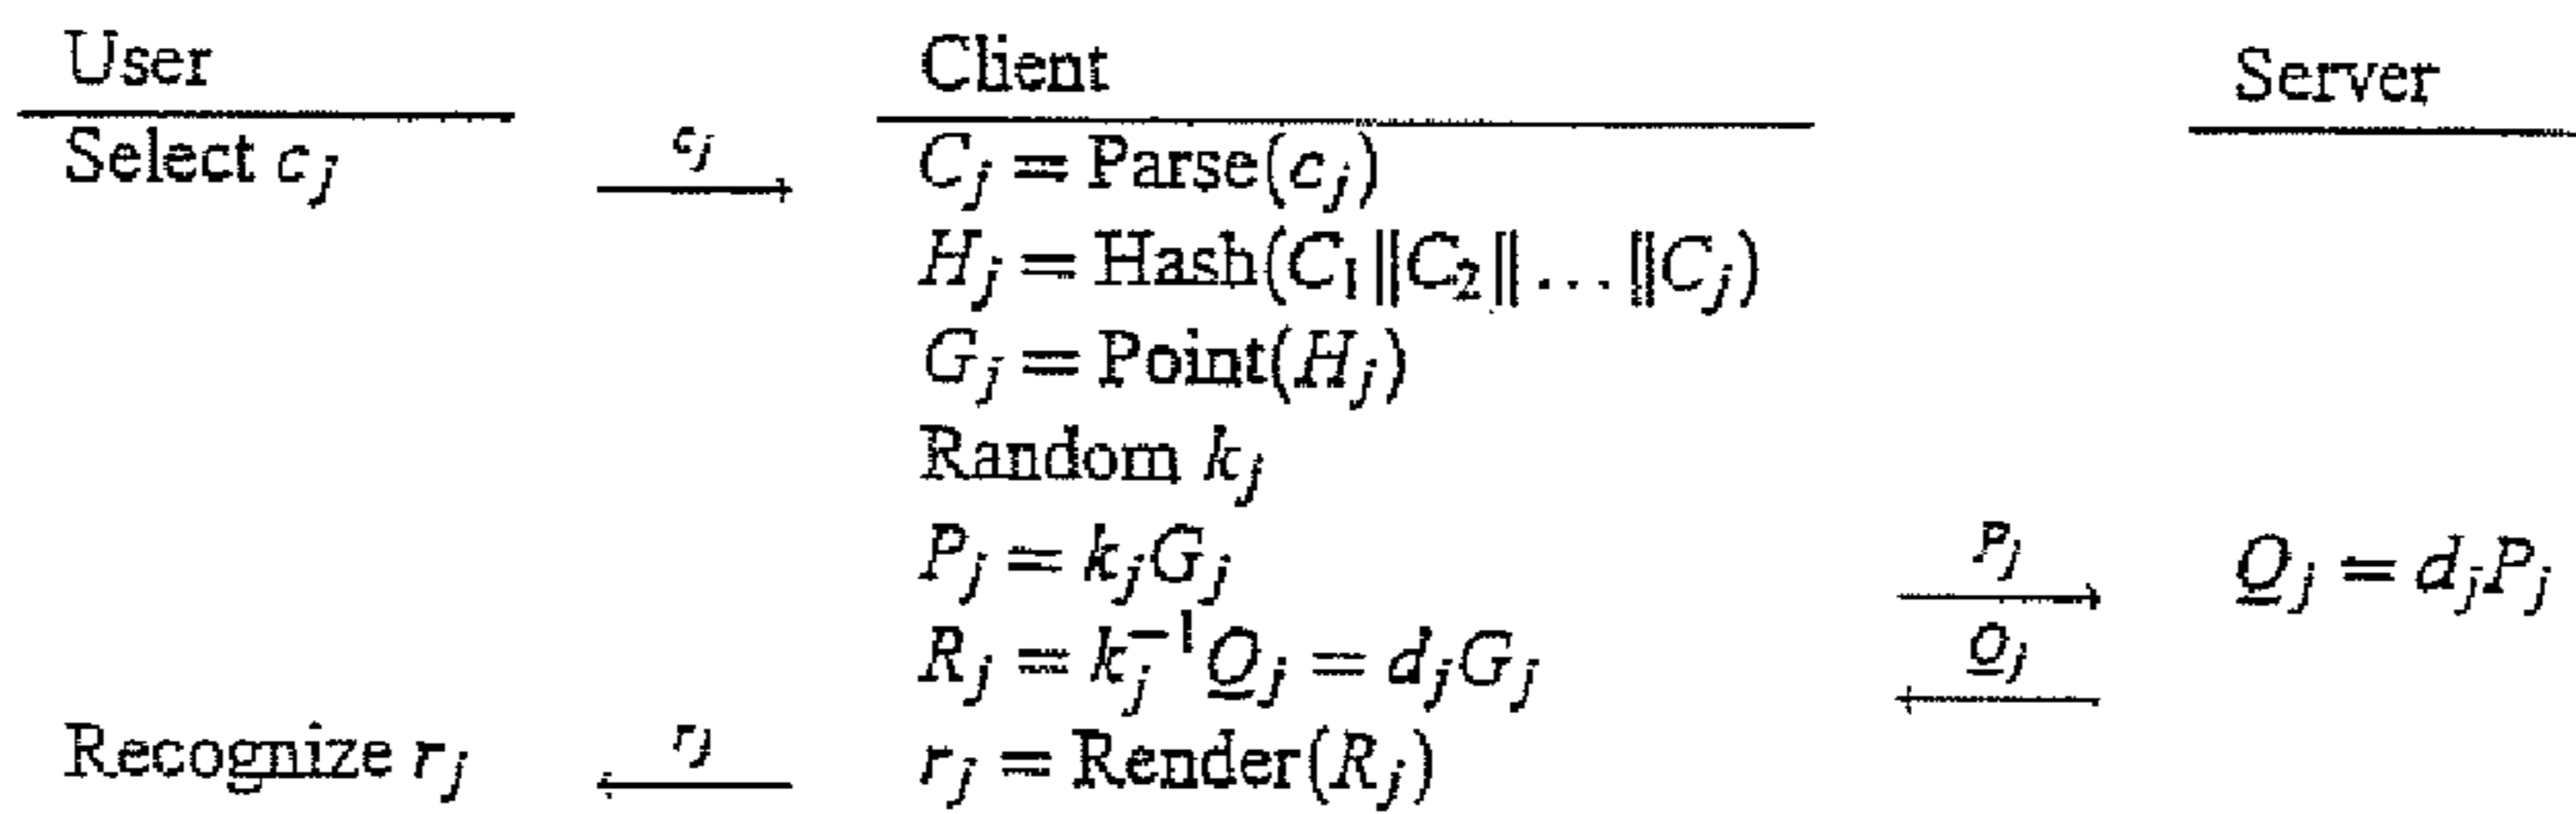 User Client Server
Select c_j c_j C_j = Parse(c_j)
H_j = Hash(C_1‖C_2‖…‖C_j)
G_j = Point(H_j)
Random k_j
P_j = k_jG_j P_j Q_j = d_jP_j
R_j = k_j^{-1}Q_j = d_jG_j Q_j
Recognize r_j r_j r_j = Render(R_j)